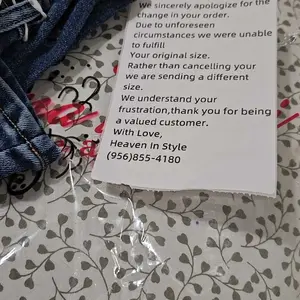 We sincerely apologize for the
change in your order.
Due to unforeseen
circumstances we were unable
to fulfill
Your original size.
Rather than cancelling your
we are sending a different
size.
We understand your
frustration,thank you for being
a valued customer.
With Love,
Heaven In Style
(956)855-4180